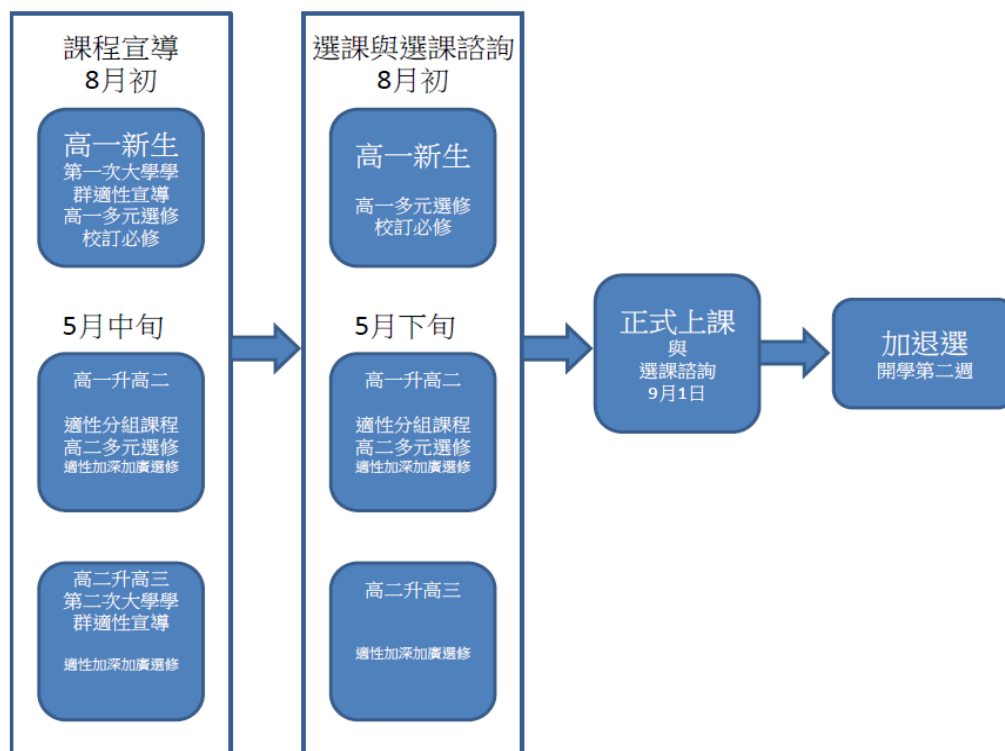 課程宣導
8月初
高一新生
第一次大學學
群適性宣導
高一多元選修
校訂必修
5月中旬
高一升高二
適性分組課程
高二多元選修
適性加深加廣選修
高二升高三
第二次大學學
群適性宣導
適性加深加廣選修
選課與選課諮詢
8月初
高一新生
高一多元選修
校訂必修
5月下旬
高一升高二
適性分組課程
高二多元選修
適性加深加廣選修
高二升高三
適性加深加廣選修
正式上課
與
選課諮詢
9月1日
加退選
開學第二週